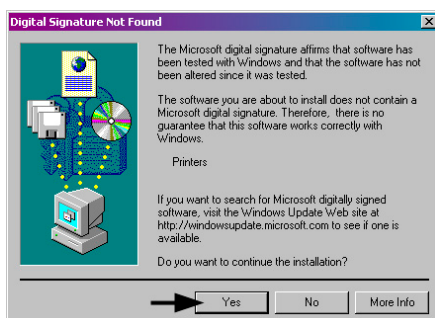 Digital Signature Not Found
The Microsoft digital signature affirms that software has
been tested with Windows and that the software has not
been altered since it was tested.
The software you are about to install does not contain a
Microsoft digital signature. Therefore, there is no
guarantee that this software works correctly with
Windows.
Printers
If you want to search for Microsoft digitally signed
software, visit the Windows Update Web site at
http://windowsupdate.microsoft.com to see if one is
available.
Do you want to continue the installation?
Yes No More Info